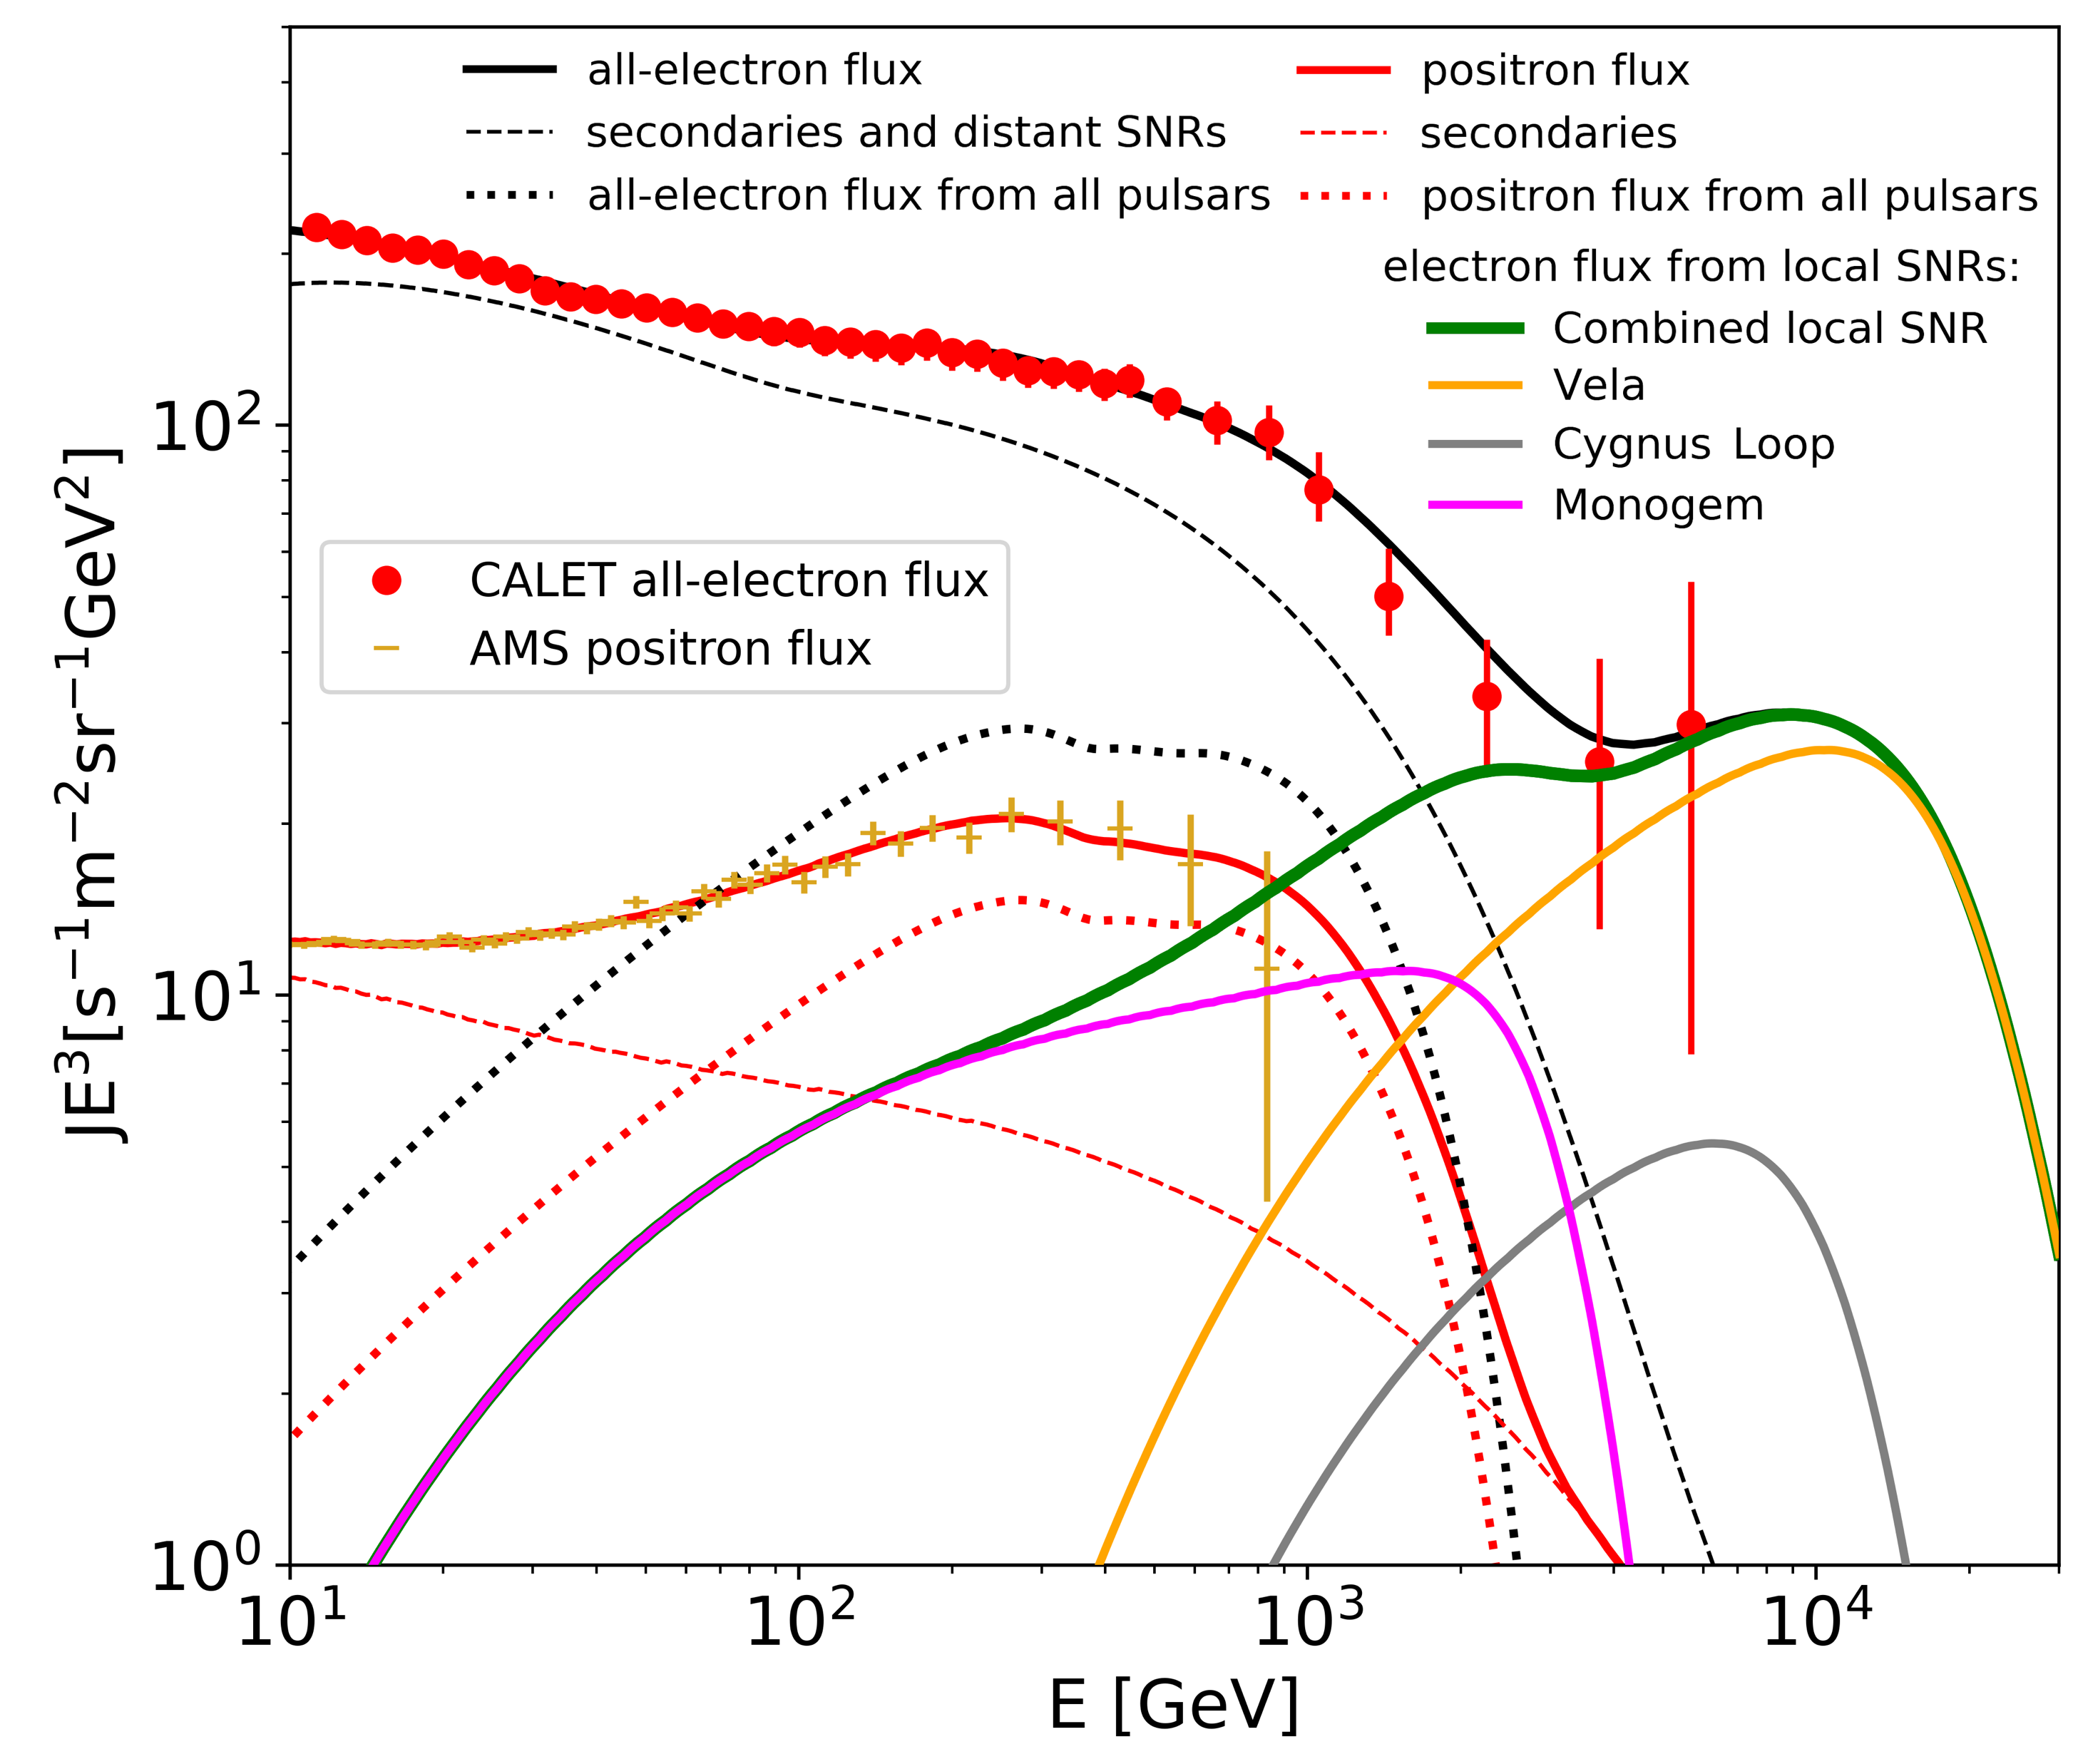 all-electron flux
secondaries and distant SNRs
all-electron flux from all pulsars
positron flux
secondaries
positron flux from all pulsars
electron flux from local SNRs:
Combined local SNR
Vela
Cygnus Loop
Monogem
CALET all-electron flux
AMS positron flux
JE³[s⁻¹m⁻²sr⁻¹GeV²]
10²
10¹
10⁰
10¹ 10² 10³ 10⁴
E [GeV]